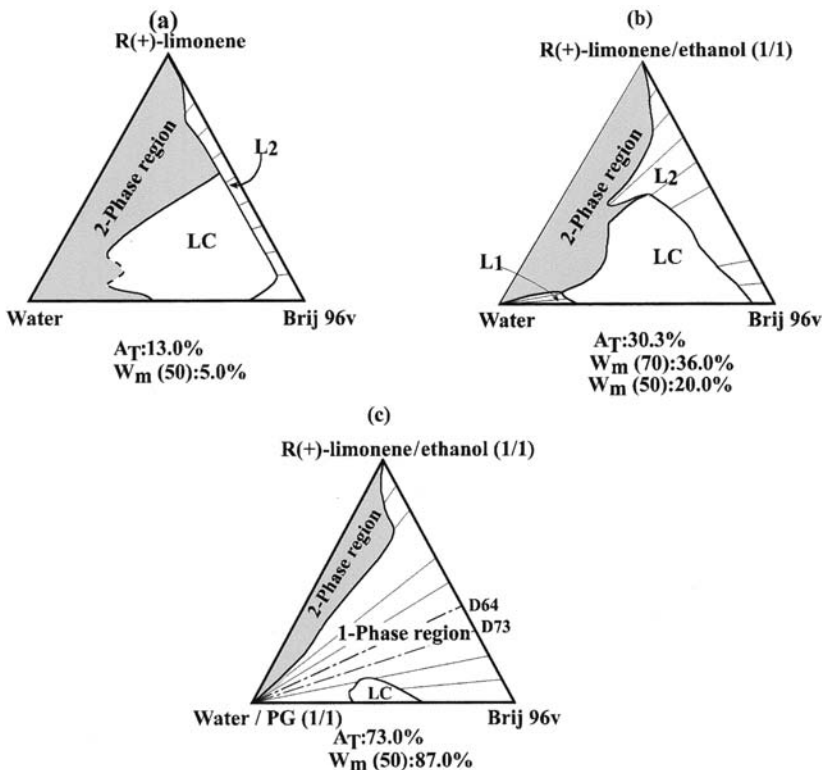 (a)
R(+)-limonene
2-Phase region
L2
LC
Water
Brij 96v
AT:13.0%
Wm (50):5.0%
(b)
R(+)-limonene/ethanol (1/1)
2-Phase region
L2
L1
LC
Water
Brij 96v
AT:30.3%
Wm (70):36.0%
Wm (50):20.0%
(c)
R(+)-limonene/ethanol (1/1)
2-Phase region
D64
1-Phase region
D73
LC
Water / PG (1/1)
Brij 96v
AT:73.0%
Wm (50):87.0%